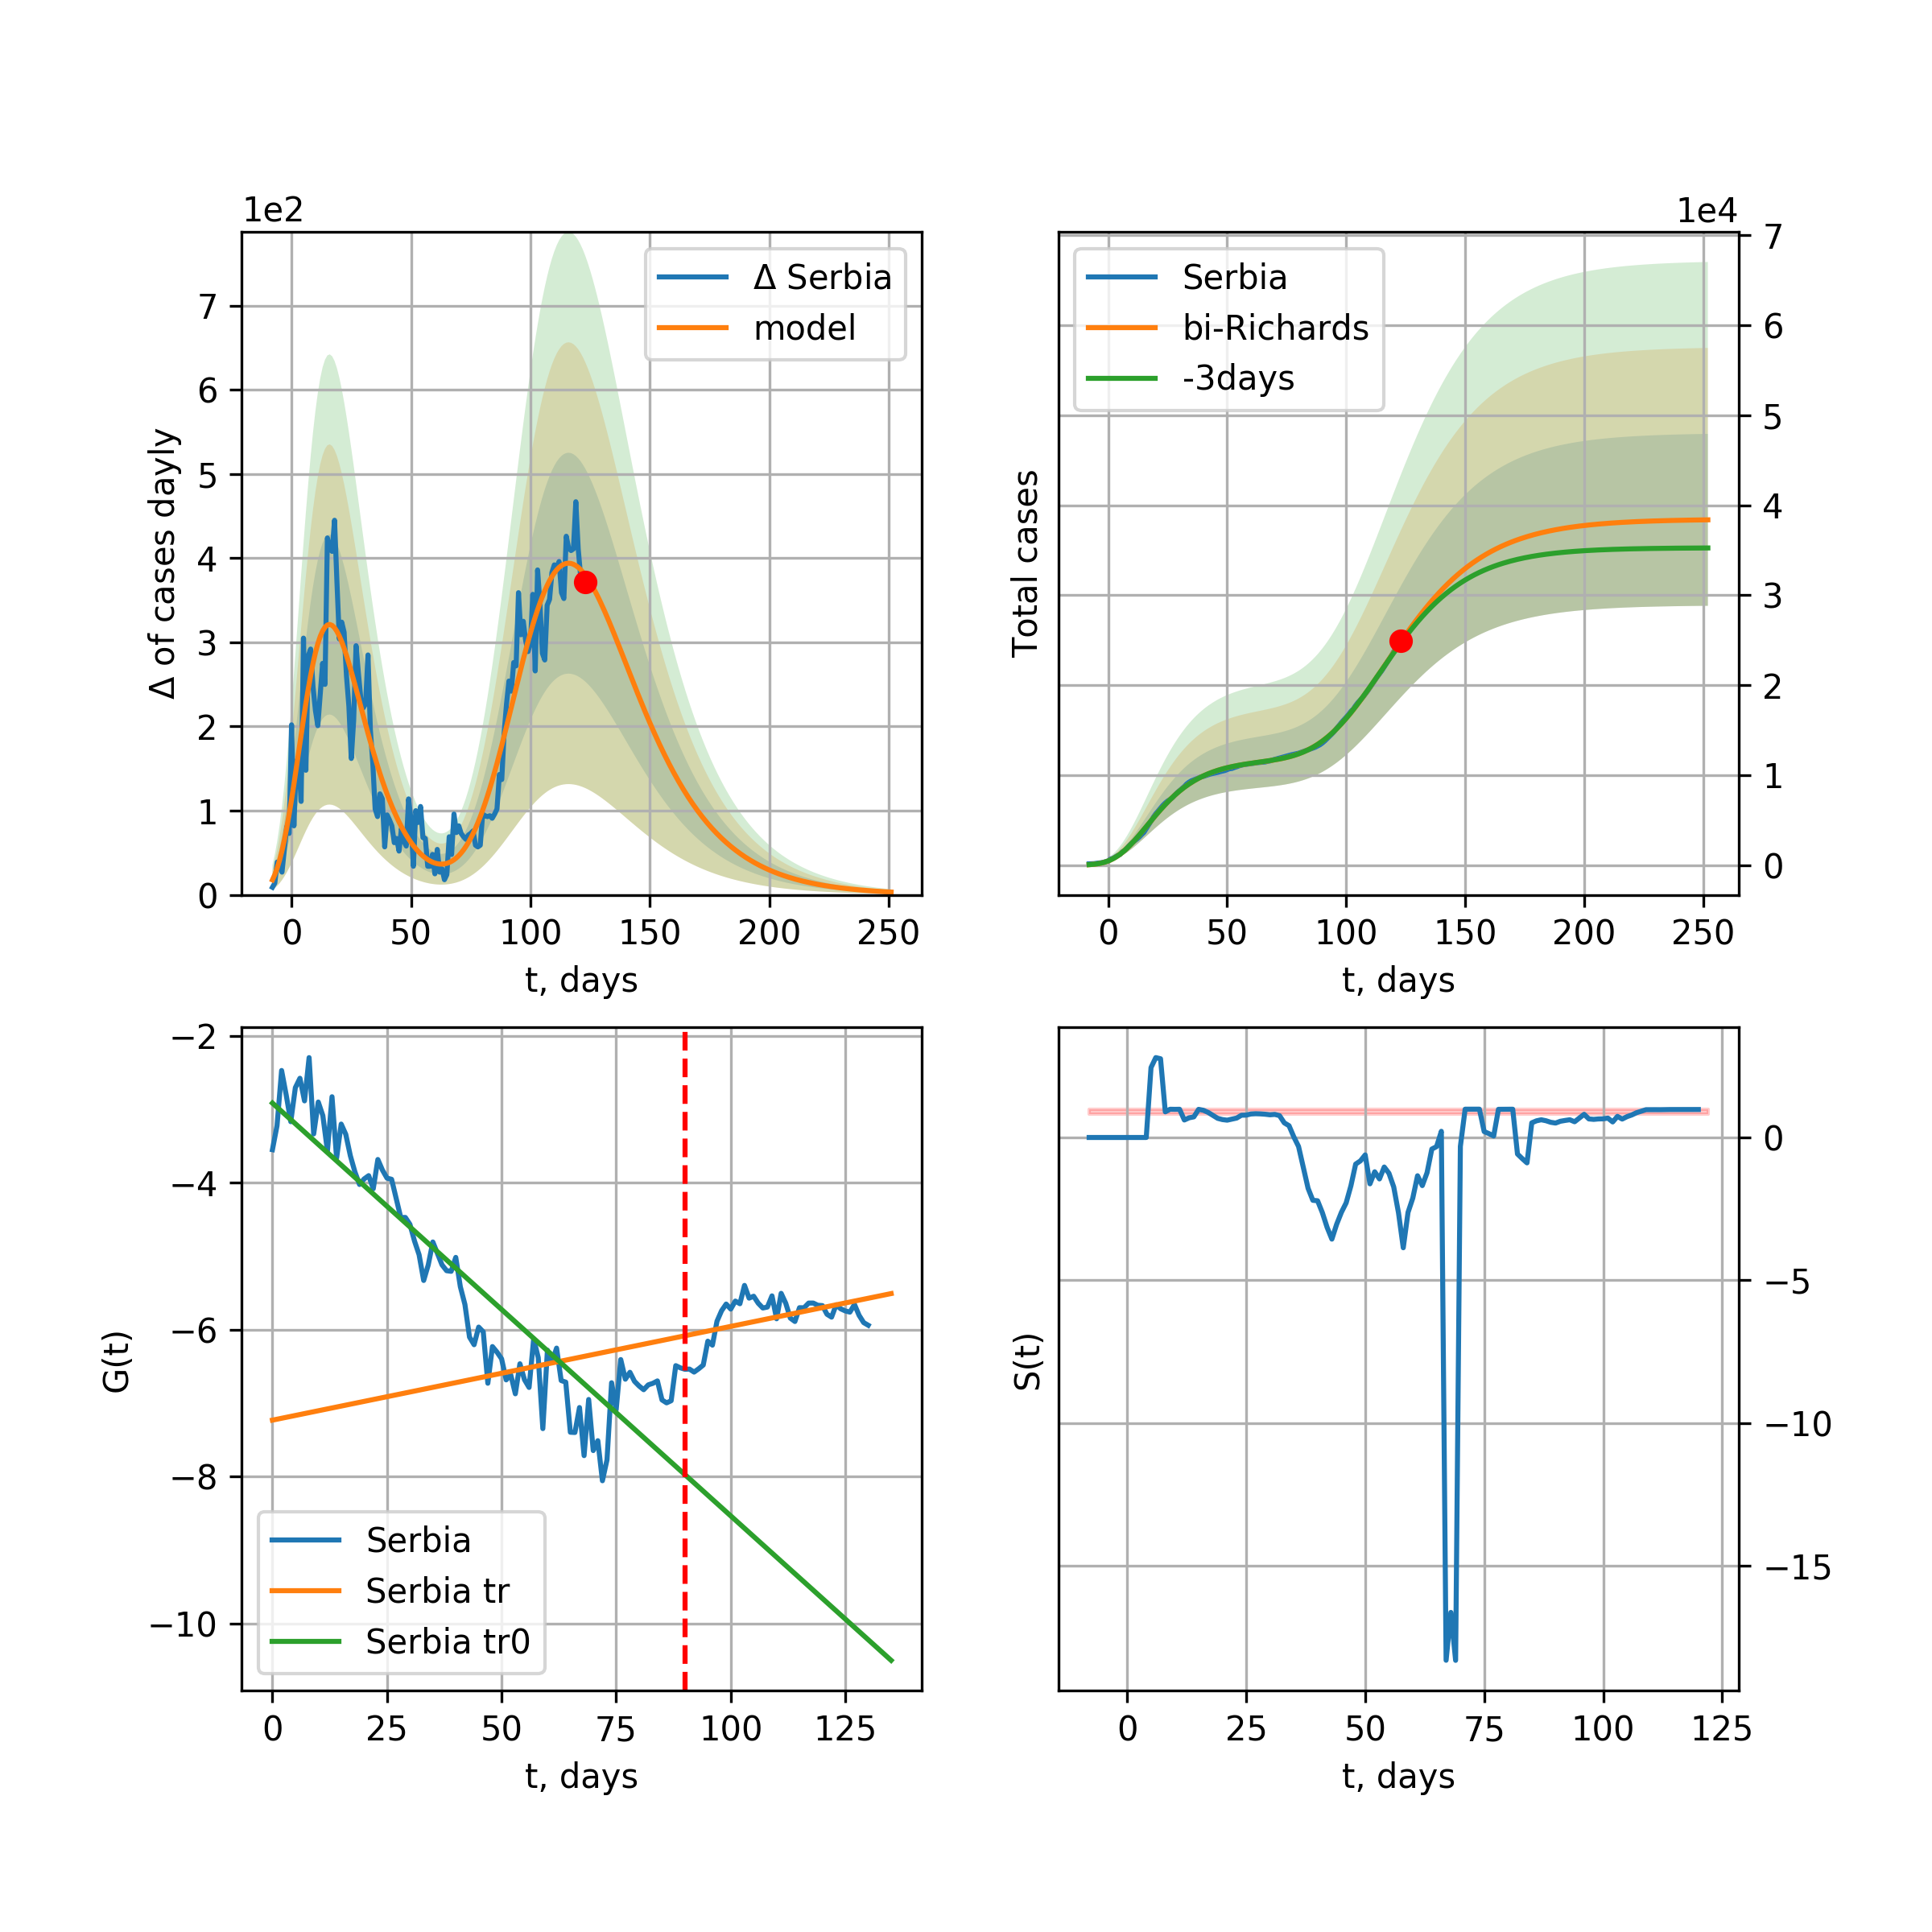 1e2
Δ of cases dayly
7
6
5
4
3
2
1
0
Δ Serbia
model
0 50 100 150 200 250
t, days
1e4
Total cases
7
6
5
4
3
2
1
0
Serbia
bi-Richards
-3days
0 50 100 150 200 250
t, days
G(t)
−2
−4
−6
−8
−10
Serbia
Serbia tr
Serbia tr0
0 25 50 75 100 125
t, days
S(t)
0
−5
−10
−15
0 25 50 75 100 125
t, days